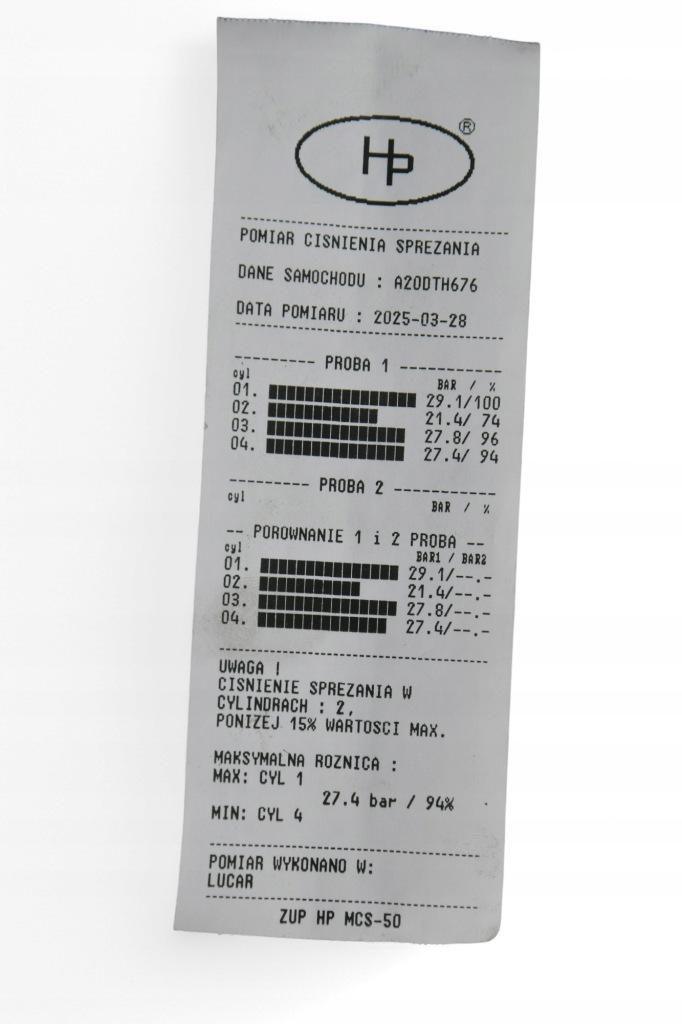 HP ®
POMIAR CISNIENIA SPREZANIA
DANE SAMOCHODU : A20DTH676
DATA POMIARU : 2025-03-28
--------- PROBA 1 -----------
cyl BAR / %
01. 29.1/100
02. 21.4/ 74
03. 27.8/ 96
04. 27.4/ 94
--------- PROBA 2 -----------
cyl BAR / %
-- POROWNANIE 1 i 2 PROBA --
cyl BAR1 / BAR2
01. 29.1/--.-
02. 21.4/--.-
03. 27.8/--.-
04. 27.4/--.-
UWAGA !
CISNIENIE SPREZANIA W
CYLINDRACH : 2,
PONIZEJ 15% WARTOSCI MAX.
MAKSYMALNA ROZNICA :
MAX: CYL 1
27.4 bar / 94%
MIN: CYL 4
POMIAR WYKONANO W:
LUCAR
ZUP HP MCS-50